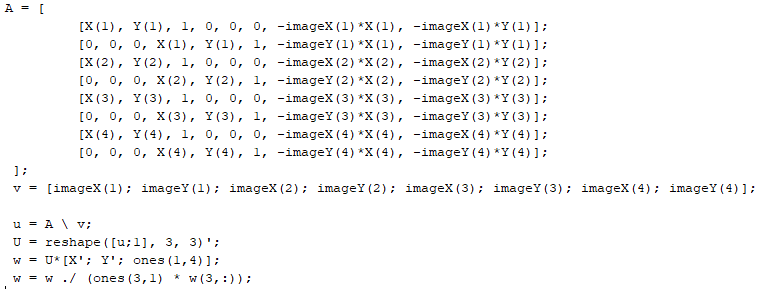 A = [
[X(1), Y(1), 1, 0, 0, 0, -imageX(1)*X(1), -imageX(1)*Y(1)];
[0, 0, 0, X(1), Y(1), 1, -imageY(1)*X(1), -imageY(1)*Y(1)];
[X(2), Y(2), 1, 0, 0, 0, -imageX(2)*X(2), -imageX(2)*Y(2)];
[0, 0, 0, X(2), Y(2), 1, -imageY(2)*X(2), -imageY(2)*Y(2)];
[X(3), Y(3), 1, 0, 0, 0, -imageX(3)*X(3), -imageX(3)*Y(3)];
[0, 0, 0, X(3), Y(3), 1, -imageY(3)*X(3), -imageY(3)*Y(3)];
[X(4), Y(4), 1, 0, 0, 0, -imageX(4)*X(4), -imageX(4)*Y(4)];
[0, 0, 0, X(4), Y(4), 1, -imageY(4)*X(4), -imageY(4)*Y(4)];
];
v = [imageX(1); imageY(1); imageX(2); imageY(2); imageX(3); imageY(3); imageX(4); imageY(4)];
u = A \ v;
U = reshape([u;1], 3, 3)';
w = U*[X'; Y'; ones(1,4)];
w = w ./ (ones(3,1) * w(3,:));